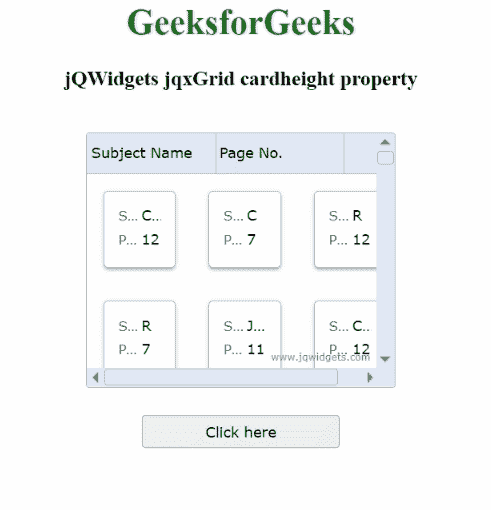 GeeksforGeeks
jQWidgets jqxGrid cardheight property
Subject Name Page No.
S... C... S... C S... R
P... 12 P... 7 P... 12
S... R S... J... S... C..
P... 7 P... 11 P... 12
www.jqwidgets.com
Click here